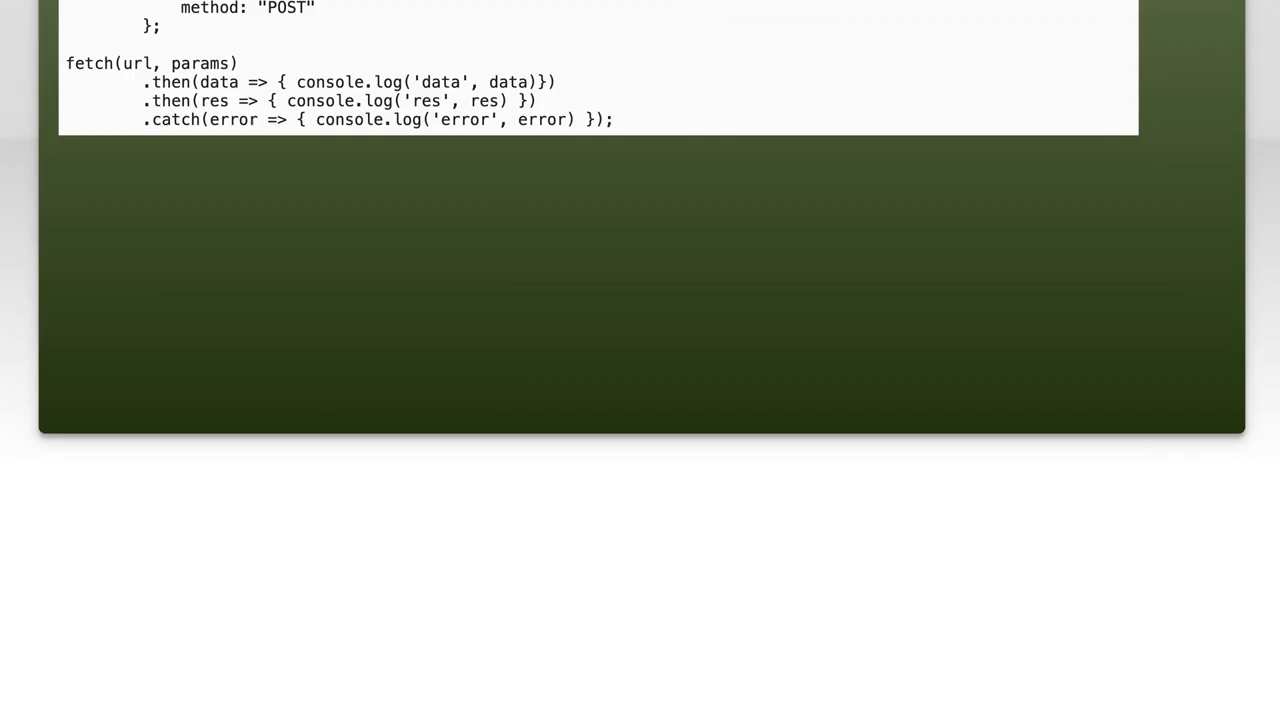 method: "POST"
};
fetch(url, params)
.then(data => { console.log('data', data)})
.then(res => { console.log('res', res) })
.catch(error => { console.log('error', error) });